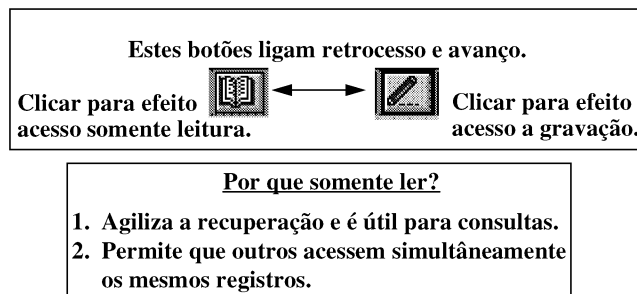 Estes botões ligam retrocesso e avanço.
Clicar para efeito
acesso somente leitura.
Clicar para efeito
acesso a gravação.
Por que somente ler?
1. Agiliza a recuperação e é útil para consultas.
2. Permite que outros acessem simultâneamente
os mesmos registros.